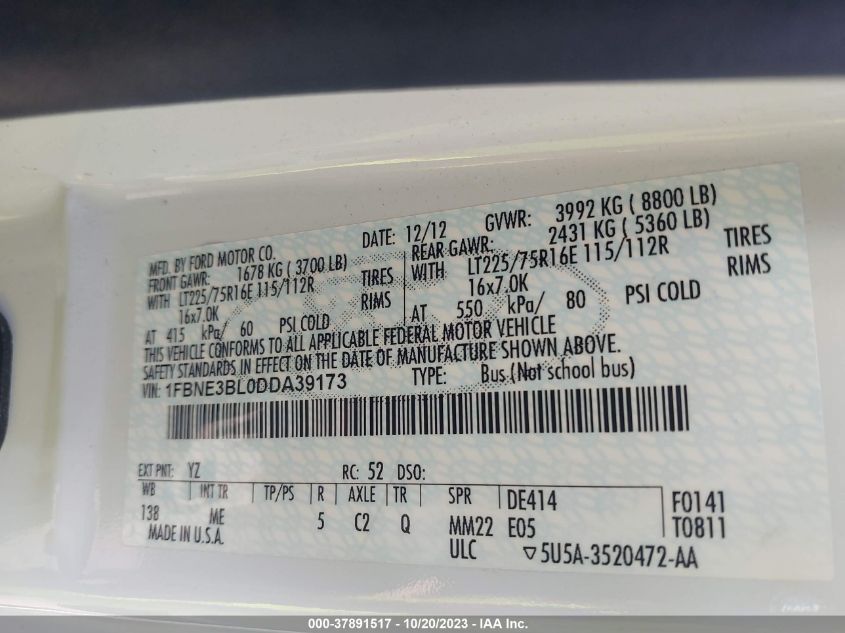 MFD. BY FORD MOTOR CO. DATE: 12/12 GVWR: 3992 KG ( 8800 LB)
FRONT GAWR: 1678 KG ( 3700 LB) REAR GAWR: 2431 KG ( 5360 LB)
WITH LT225/75R16E 115/112R TIRES WITH LT225/75R16E 115/112R TIRES
16x7.0K RIMS 16x7.0K RIMS
AT 415 kPa/ 60 PSI COLD AT 550 kPa/ 80 PSI COLD
THIS VEHICLE CONFORMS TO ALL APPLICABLE FEDERAL MOTOR VEHICLE
SAFETY STANDARDS IN EFFECT ON THE DATE OF MANUFACTURE SHOWN ABOVE.
VIN: 1FBNE3BL0DDA39173 TYPE: Bus (Not school bus)
EXT PNT: YZ RC: 52 DSO:
WB INT TR TP/PS R AXLE TR SPR DE414 F0141
138 ME 5 C2 Q MM22 E05 T0811
MADE IN U.S.A. ULC ▽5U5A-3520472-AA
000-37891517 - 10/20/2023 - IAA Inc.